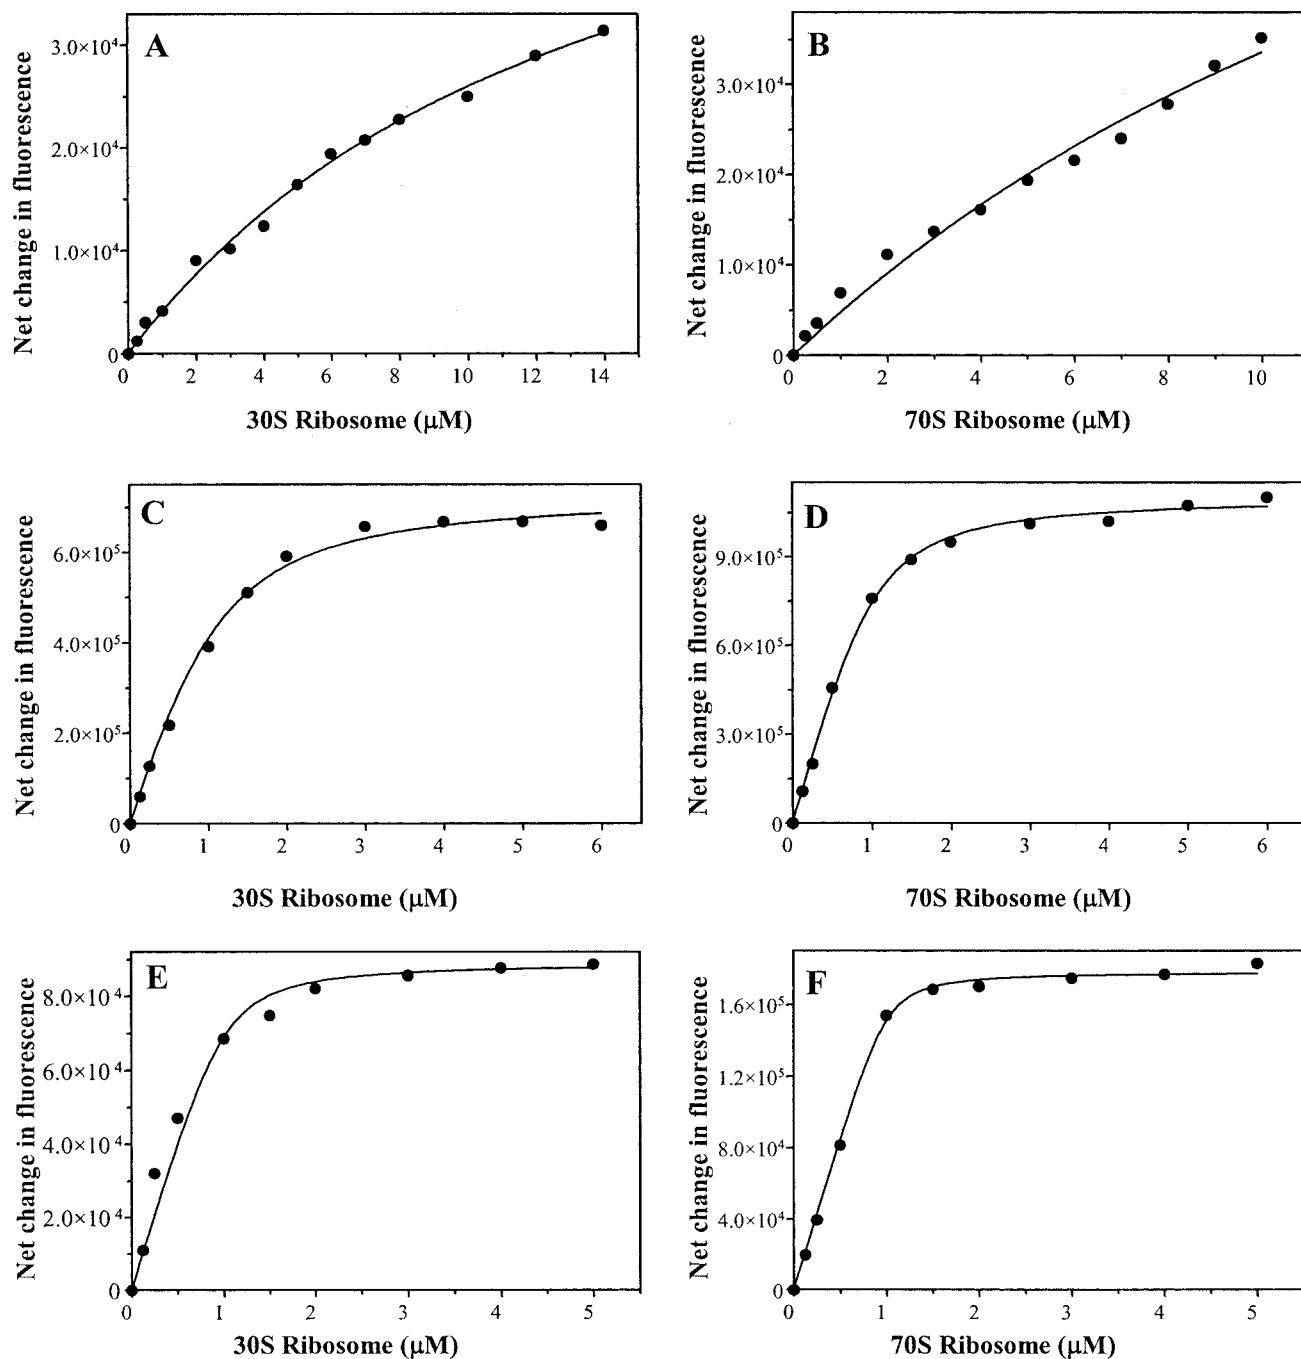 A
Net change in fluorescence
3.0×10⁴
2.0×10⁴
1.0×10⁴
0
0 2 4 6 8 10 12 14
30S Ribosome (μM)
B
Net change in fluorescence
3.0×10⁴
2.0×10⁴
1.0×10⁴
0
0 2 4 6 8 10
70S Ribosome (μM)
C
Net change in fluorescence
6.0×10⁵
4.0×10⁵
2.0×10⁵
0
0 1 2 3 4 5 6
30S Ribosome (μM)
D
Net change in fluorescence
9.0×10⁵
6.0×10⁵
3.0×10⁵
0
0 1 2 3 4 5 6
70S Ribosome (μM)
E
Net change in fluorescence
8.0×10⁴
6.0×10⁴
4.0×10⁴
2.0×10⁴
0
0 1 2 3 4 5
30S Ribosome (μM)
F
Net change in fluorescence
1.6×10⁵
1.2×10⁵
8.0×10⁴
4.0×10⁴
0
0 1 2 3 4 5
70S Ribosome (μM)